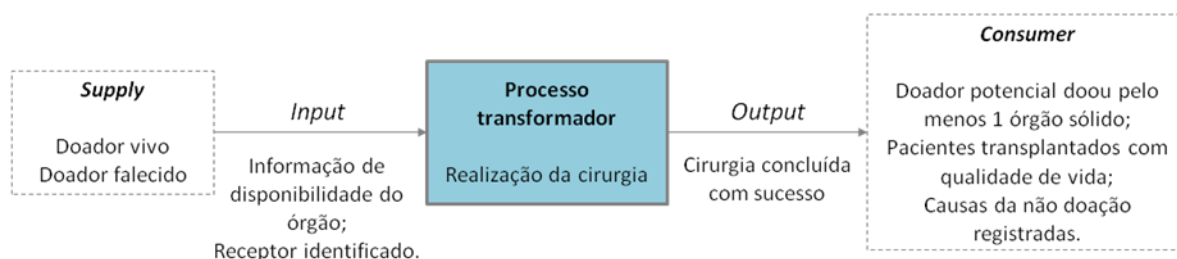 Supply
Doador vivo
Doador falecido
Input
Informação de
disponibilidade do
órgão;
Receptor identificado.
Processo
transformador
Realização da cirurgia
Output
Cirurgia concluída
com sucesso
Consumer
Doador potencial doou pelo
menos 1 órgão sólido;
Pacientes transplantados com
qualidade de vida;
Causas da não doação
registradas.